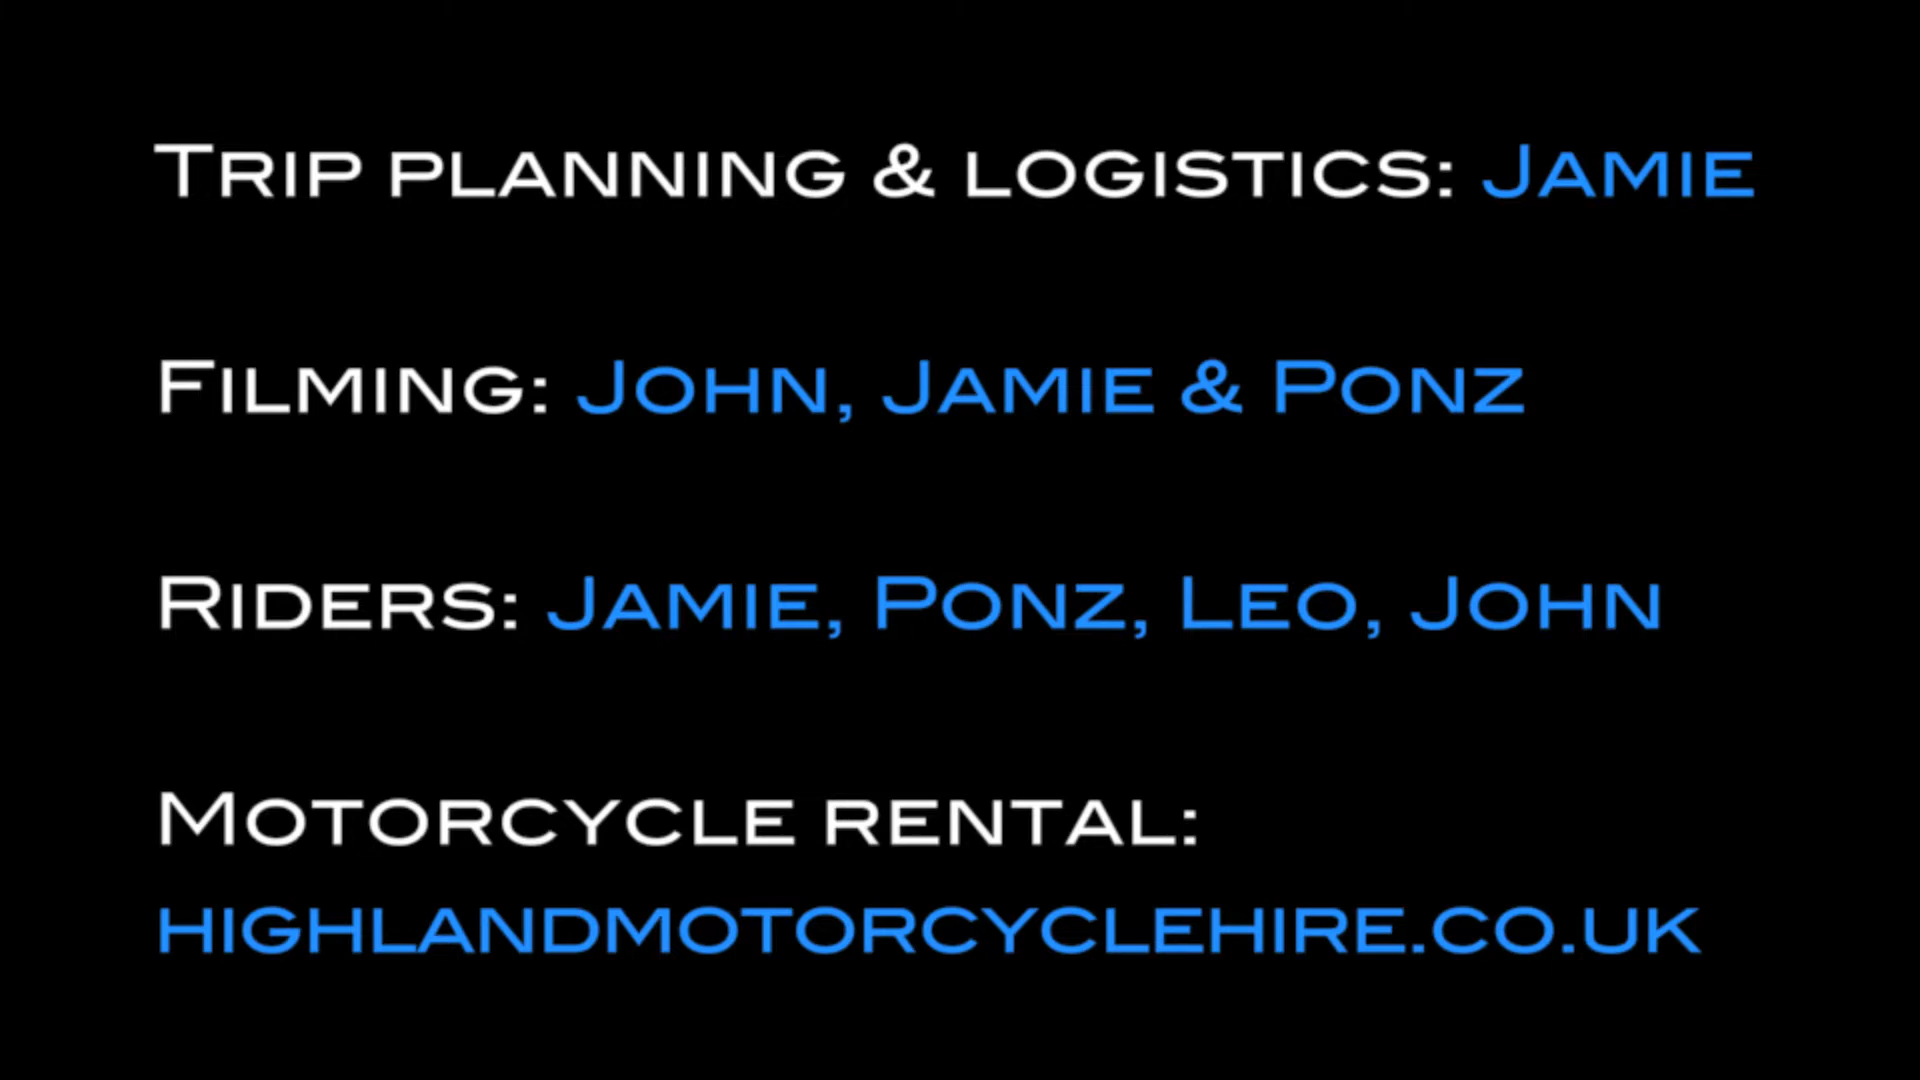 Trip planning & logistics: Jamie
Filming: John, Jamie & Ponz
Riders: Jamie, Ponz, Leo, John
Motorcycle rental:
highlandmotorcyclehire.co.uk